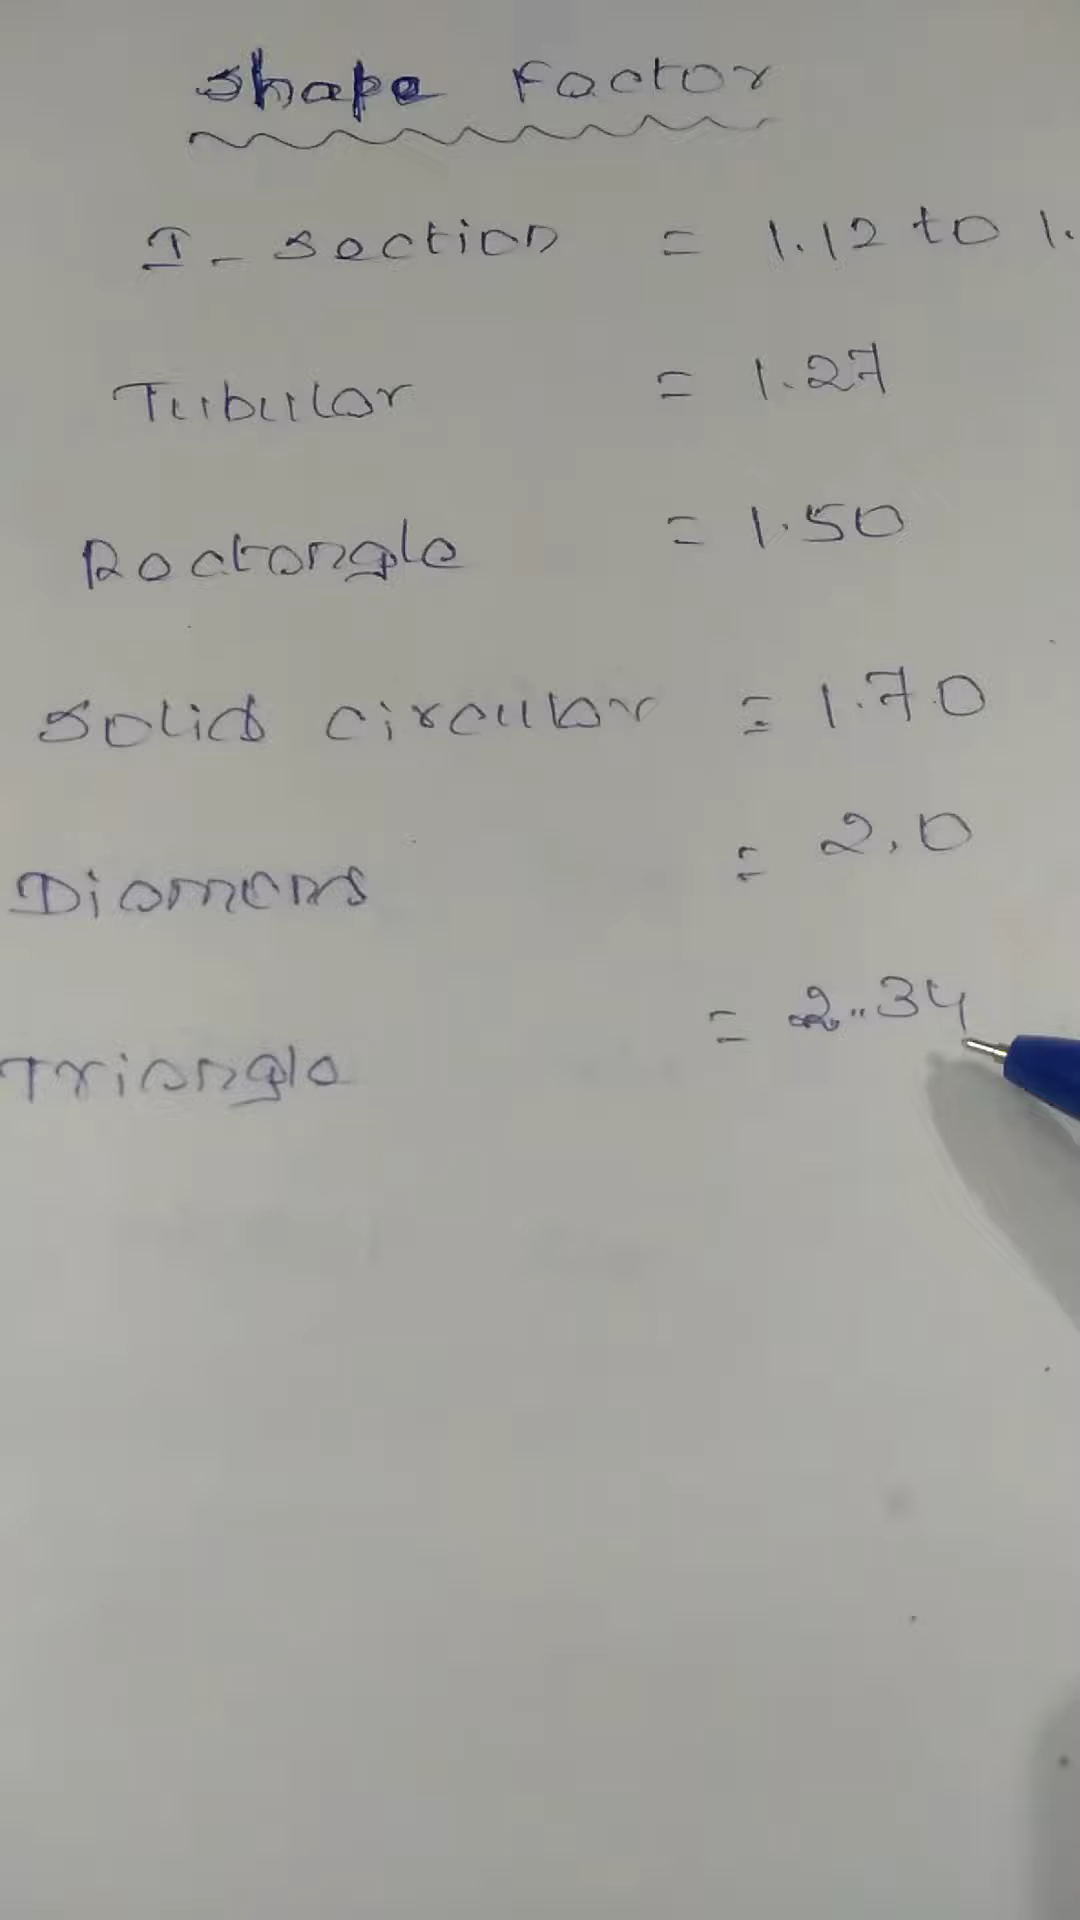 Shape Factor
I - section = 1.12 to 1.
Tubular = 1.27
Rectangle = 1.50
Solid circular = 1.70
= 2.0
Triangle = 2.34